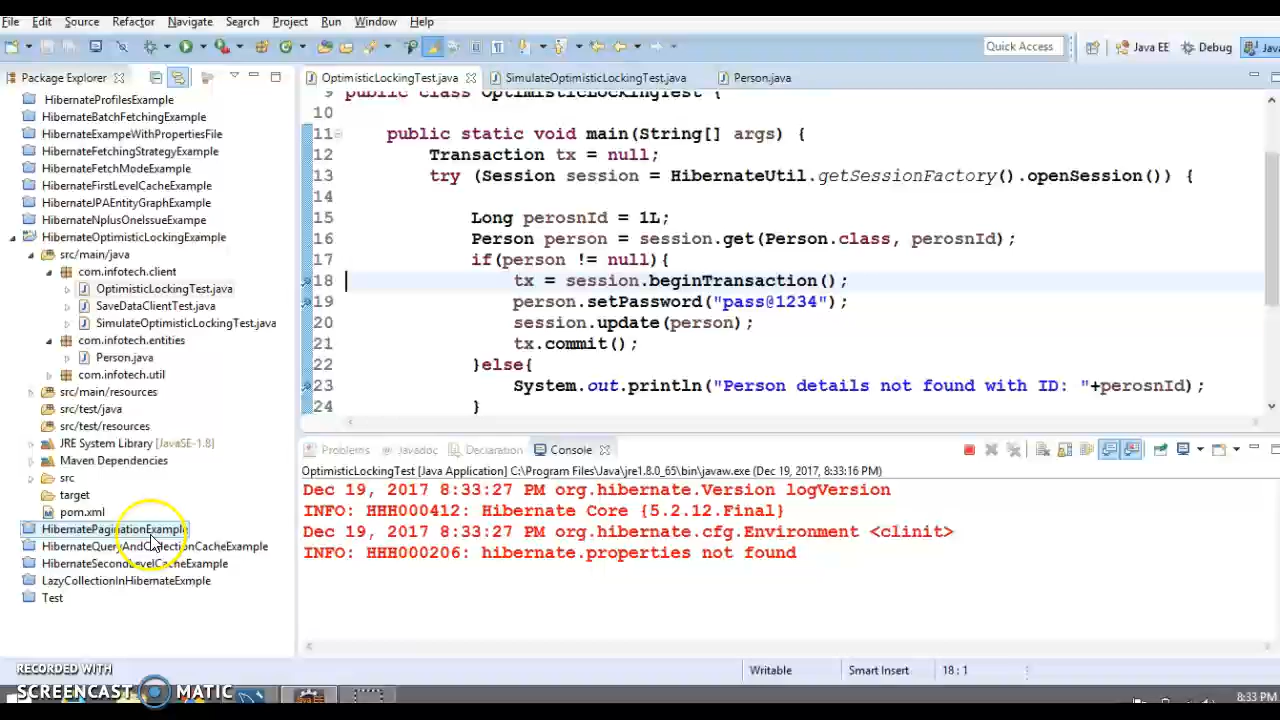 File Edit Source Refactor Navigate Search Project Run Window Help
Quick Access Java EE Debug Java
Package Explorer
HibernateProfilesExample
HibernateBatchFetchingExample
HibernateExampeWithPropertiesFile
HibernateFetchingStrategyExample
HibernateFetchModeExample
HibernateFirstLevelCacheExample
HibernateJPAEntityGraphExample
HibernateNplusOneIssueExampe
HibernateOptimisticLockingExample
src/main/java
com.infotech.client
OptimisticLockingTest.java
SaveDataClientTest.java
SimulateOptimisticLockingTest.java
com.infotech.entities
Person.java
com.infotech.util
src/main/resources
src/test/java
src/test/resources
JRE System Library [JavaSE-1.8]
Maven Dependencies
src
target
pom.xml
HibernatePaginationExample
HibernateQueryAndCollectionCacheExample
HibernateSecondLevelCacheExample
LazyCollectionInHibernateExmple
Test
OptimisticLockingTest.java SimulateOptimisticLockingTest.java Person.java
9 public class OptimisticLockingTest {
10
11 public static void main(String[] args) {
12 Transaction tx = null;
13 try (Session session = HibernateUtil.getSessionFactory().openSession()) {
14
15 Long perosnId = 1L;
16 Person person = session.get(Person.class, perosnId);
17 if(person != null){
18 tx = session.beginTransaction();
19 person.setPassword("pass@1234");
20 session.update(person);
21 tx.commit();
22 }else{
23 System.out.println("Person details not found with ID: "+perosnId);
24 }
Problems Javadoc Declaration Console
OptimisticLockingTest [Java Application] C:\Program Files\Java\jre1.8.0_65\bin\javaw.exe (Dec 19, 2017 8:33:16 PM)
Dec 19, 2017 8:33:27 PM org.hibernate.Version logVersion
INFO: HHH000412: Hibernate Core {5.2.12.Final}
Dec 19, 2017 8:33:27 PM org.hibernate.cfg.Environment <clinit>
INFO: HHH000206: hibernate.properties not found
Writable Smart Insert 18 : 1
RECORDED WITH
SCREENCAST MATIC
8:33 PM